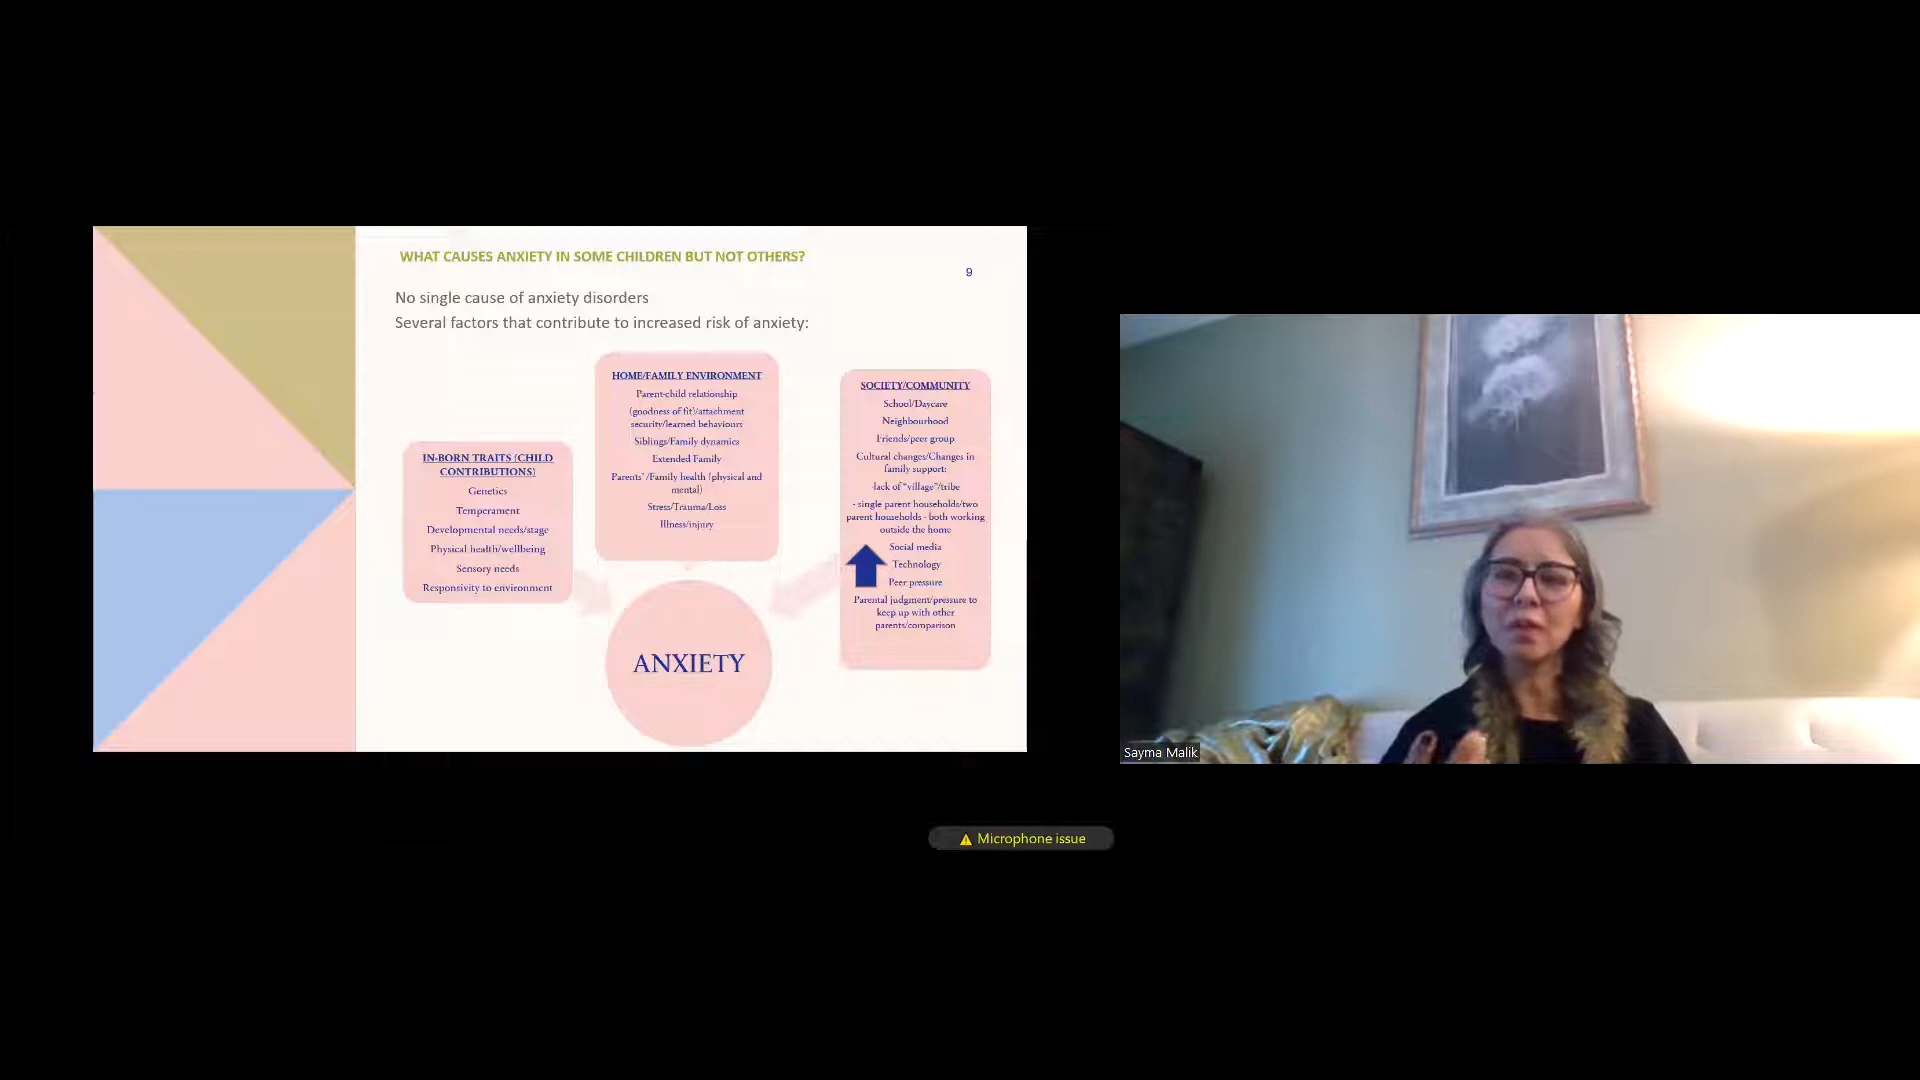 WHAT CAUSES ANXIETY IN SOME CHILDREN BUT NOT OTHERS?
9
No single cause of anxiety disorders
Several factors that contribute to increased risk of anxiety:
IN-BORN TRAITS (CHILD
CONTRIBUTIONS)
Genetics
Temperament
Developmental needs/stage
Physical health/wellbeing
Sensory needs
Responsivity to environment
HOME/FAMILY ENVIRONMENT
Parent-child relationship
(goodness of fit)/attachment
security/learned behaviours
Siblings/Family dynamics
Extended Family
Parents'/Family health (physical and
mental)
Stress/Trauma/Loss
Illness/injury
SOCIETY/COMMUNITY
School/Daycare
Neighbourhood
Friends/peer group
Cultural changes/Changes in
family support:
-lack of "village"/tribe
- single parent households/two
parent households - both working
outside the home
Social media
Technology
Peer pressure
Parental judgment/pressure to
keep up with other
parents/comparison
ANXIETY
Sayma Malik
Microphone issue